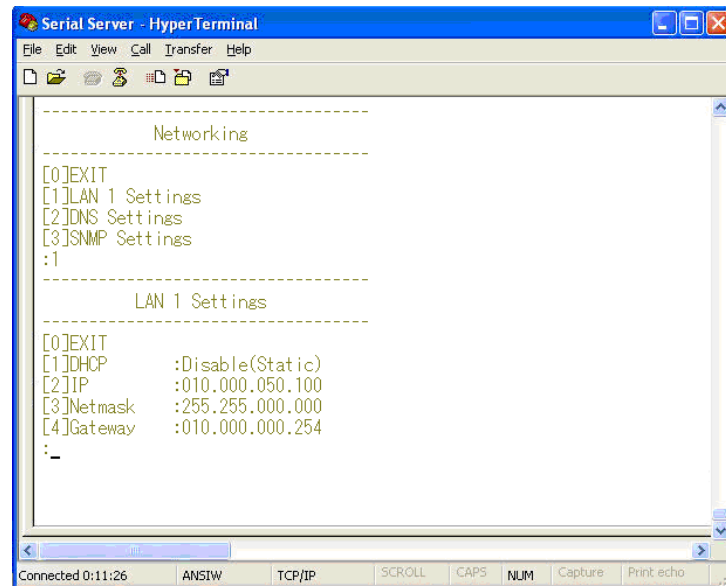 Serial Server - HyperTerminal
File Edit View Call Transfer Help
---------------------------------
Networking
---------------------------------
[0]EXIT
[1]LAN 1 Settings
[2]DNS Settings
[3]SNMP Settings
:1
---------------------------------
LAN 1 Settings
---------------------------------
[0]EXIT
[1]DHCP :Disable(Static)
[2]IP :010.000.050.100
[3]Netmask :255.255.000.000
[4]Gateway :010.000.000.254
:_
Connected 0:11:26 ANSIW TCP/IP SCROLL CAPS NUM Capture Print echo